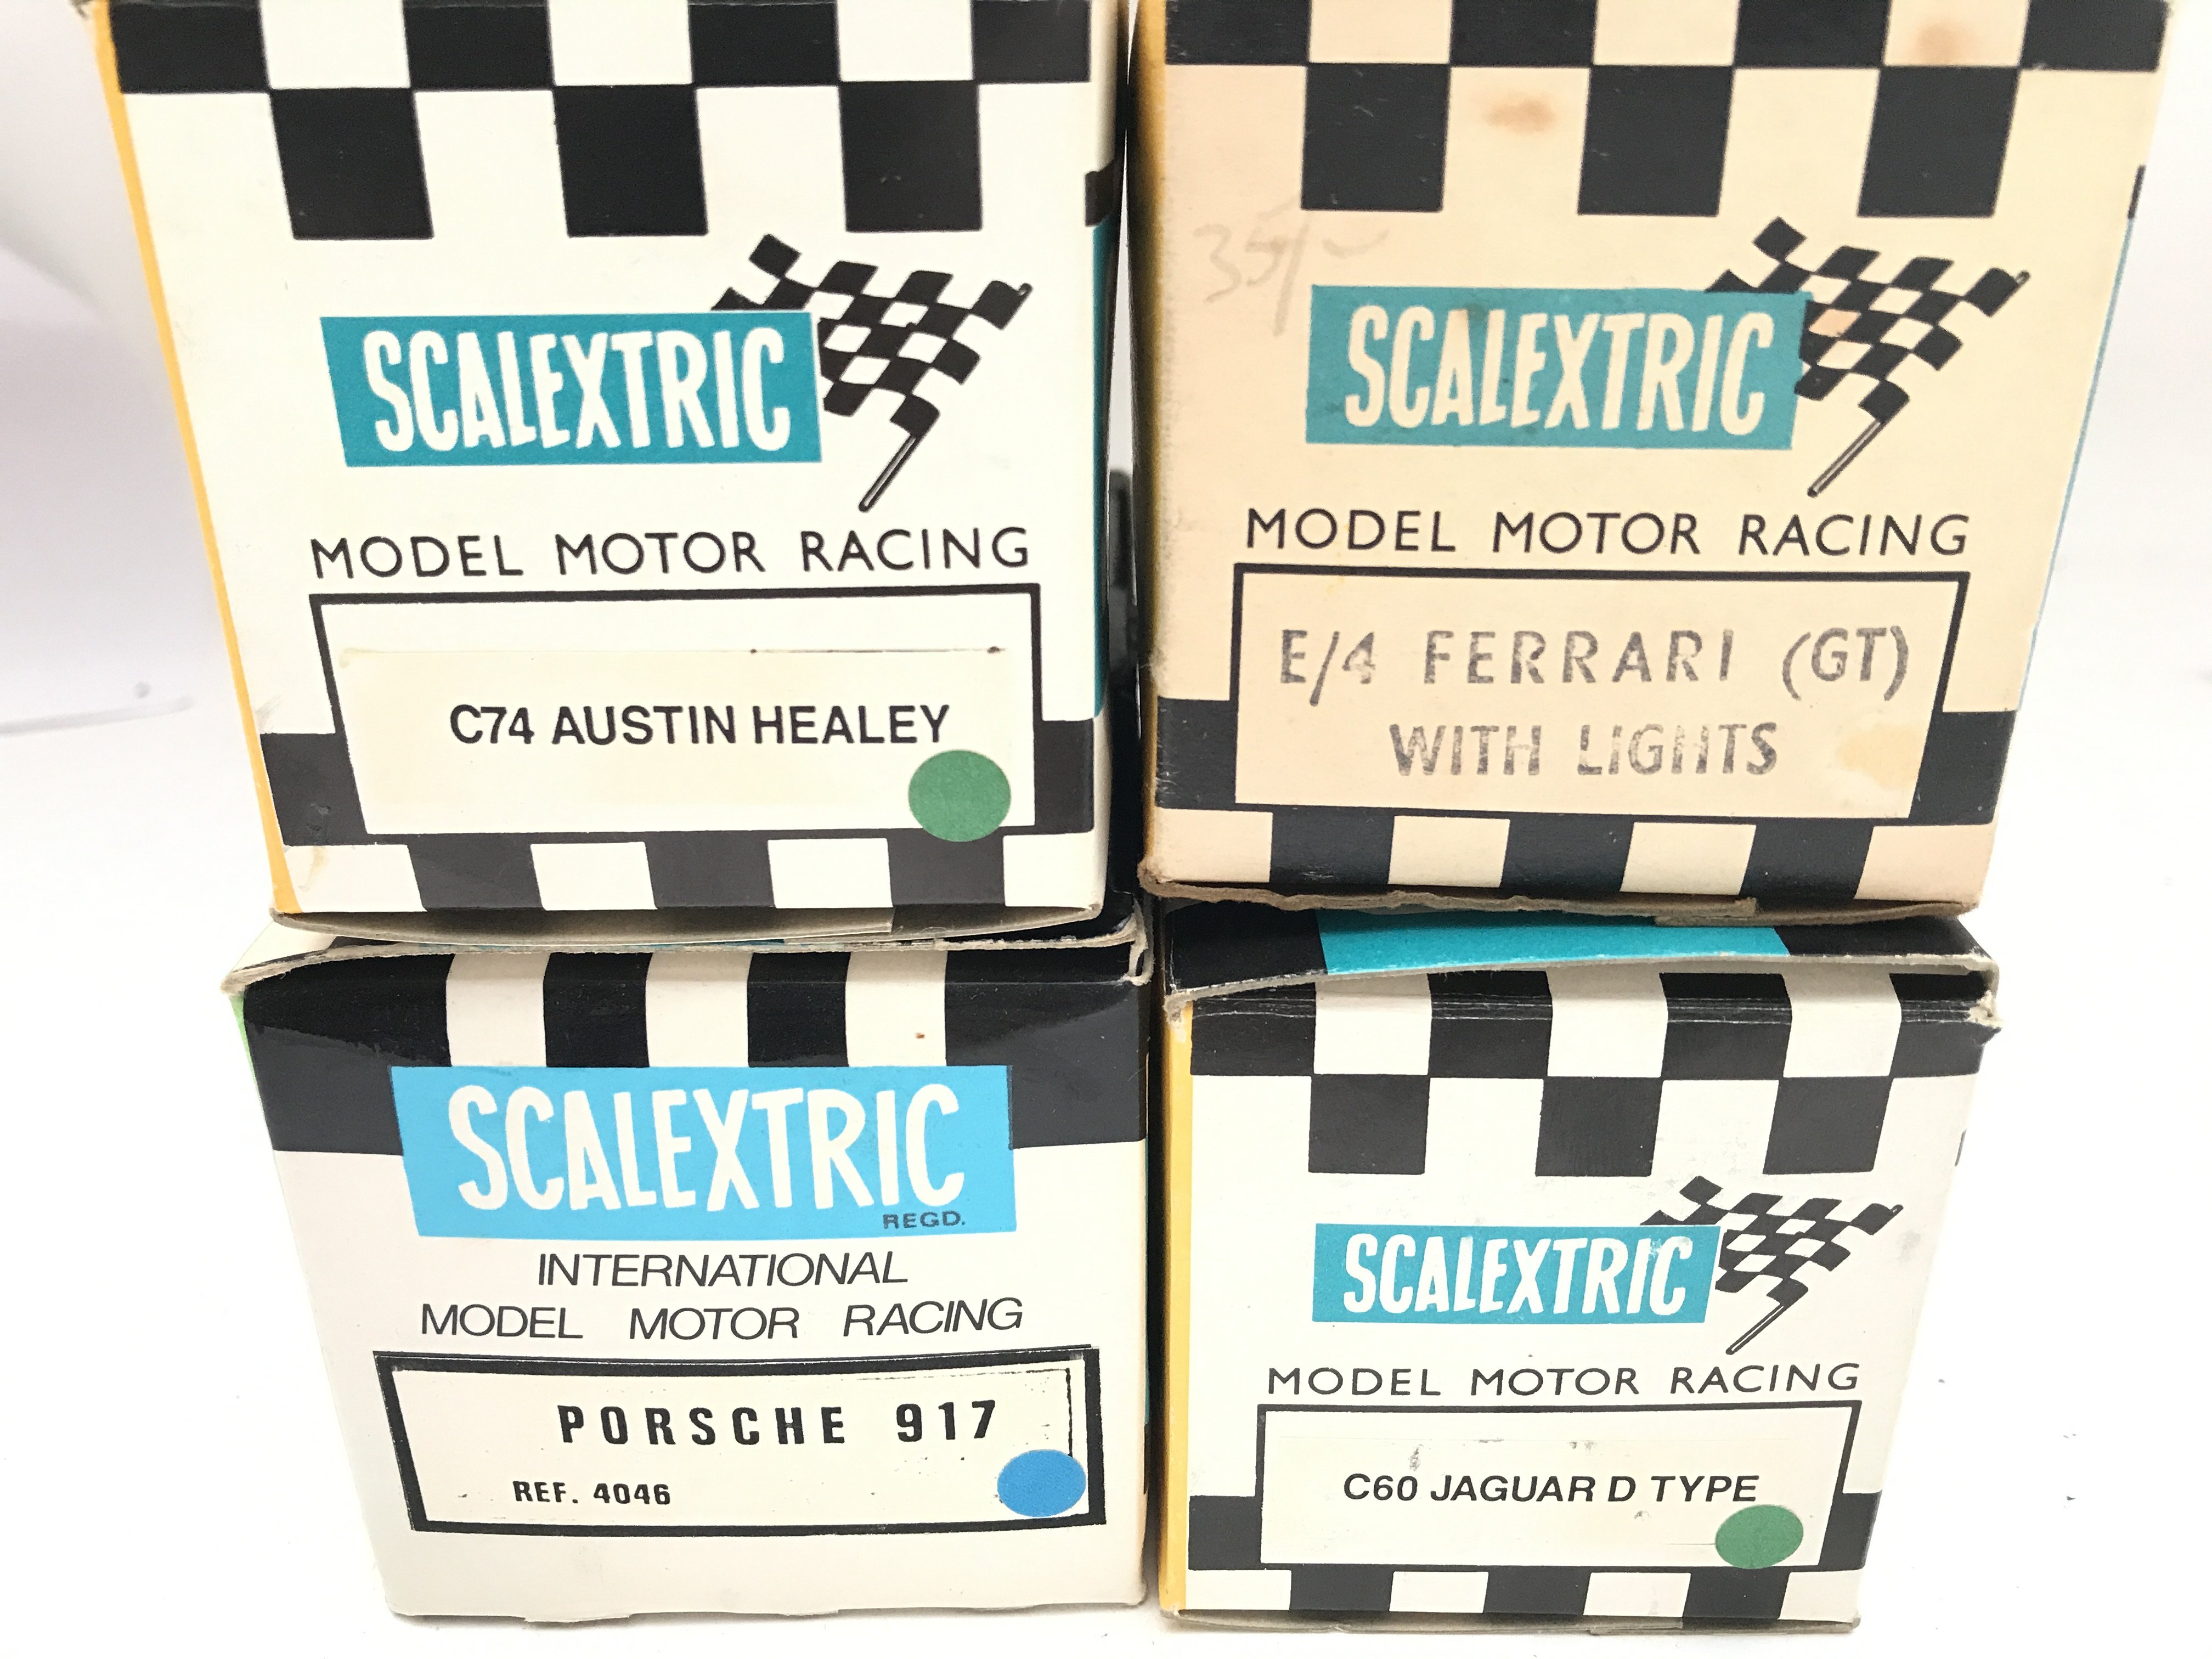 SCALEXTRIC
MODEL MOTOR RACING
C74 AUSTIN HEALEY
35/-
SCALEXTRIC
MODEL MOTOR RACING
E/4 FERRARI (GT)
WITH LIGHTS
SCALEXTRIC
REGD.
INTERNATIONAL
MODEL MOTOR RACING
PORSCHE 917
REF. 4046
SCALEXTRIC
MODEL MOTOR RACING
C60 JAGUAR D TYPE